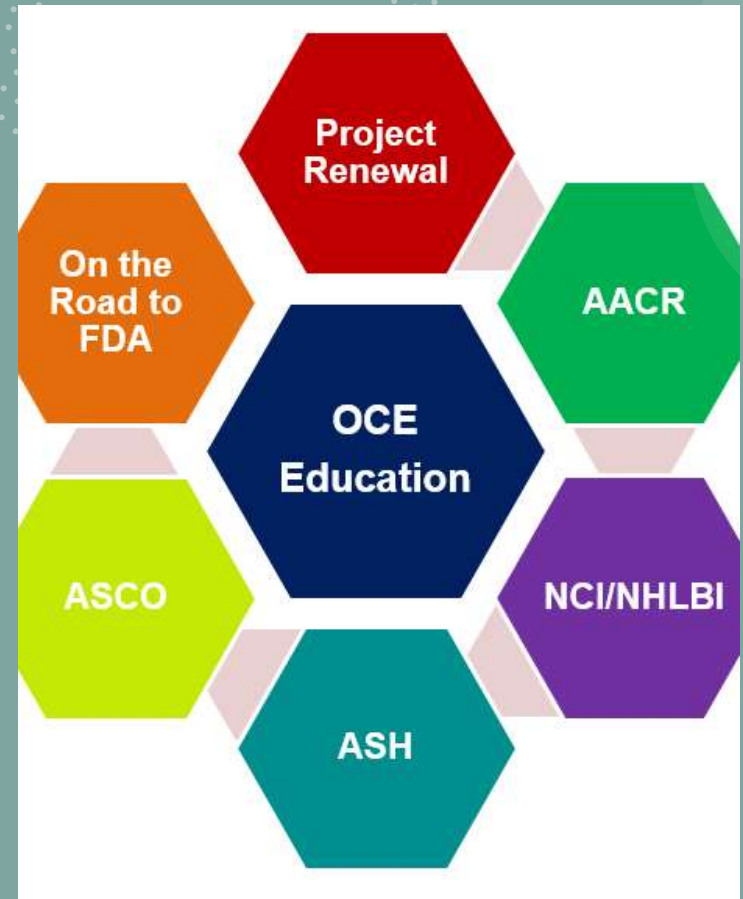 Project
Renewal
On the
Road to
FDA
AACR
OCE
Education
ASCO
NCI/NHLBI
ASH